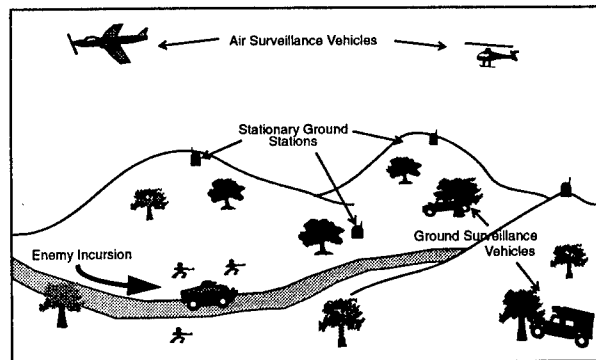 Air Surveillance Vehicles
Stationary Ground
Stations
Ground Surveillance
Vehicles
Enemy Incursion